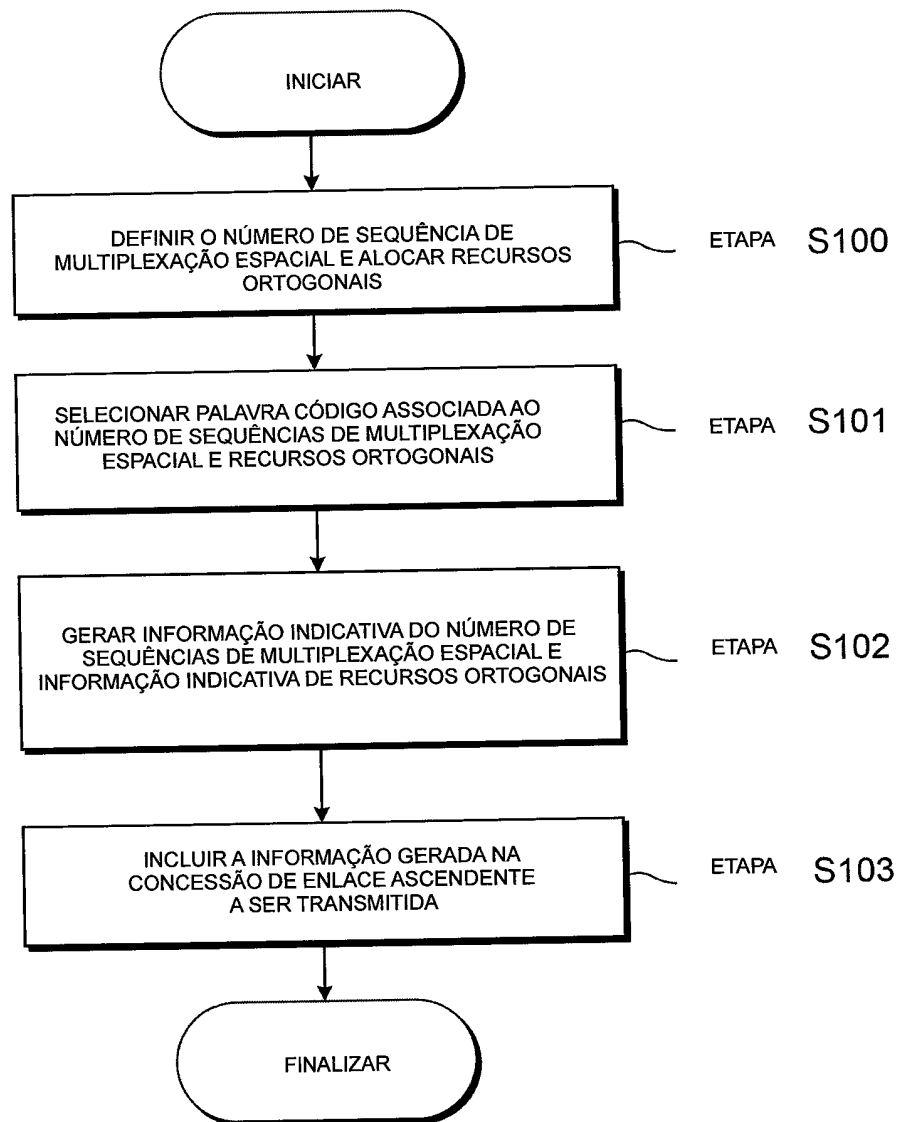 INICIAR
DEFINIR O NÚMERO DE SEQUÊNCIA DE
MULTIPLEXAÇÃO ESPACIAL E ALOCAR RECURSOS
ORTOGONAIS
ETAPA S100
SELECIONAR PALAVRA CÓDIGO ASSOCIADA AO
NÚMERO DE SEQUÊNCIAS DE MULTIPLEXAÇÃO
ESPACIAL E RECURSOS ORTOGONAIS
ETAPA S101
GERAR INFORMAÇÃO INDICATIVA DO NÚMERO DE
SEQUÊNCIAS DE MULTIPLEXAÇÃO ESPACIAL E
INFORMAÇÃO INDICATIVA DE RECURSOS ORTOGONAIS
ETAPA S102
INCLUIR A INFORMAÇÃO GERADA NA
CONCESSÃO DE ENLACE ASCENDENTE
A SER TRANSMITIDA
ETAPA S103
FINALIZAR